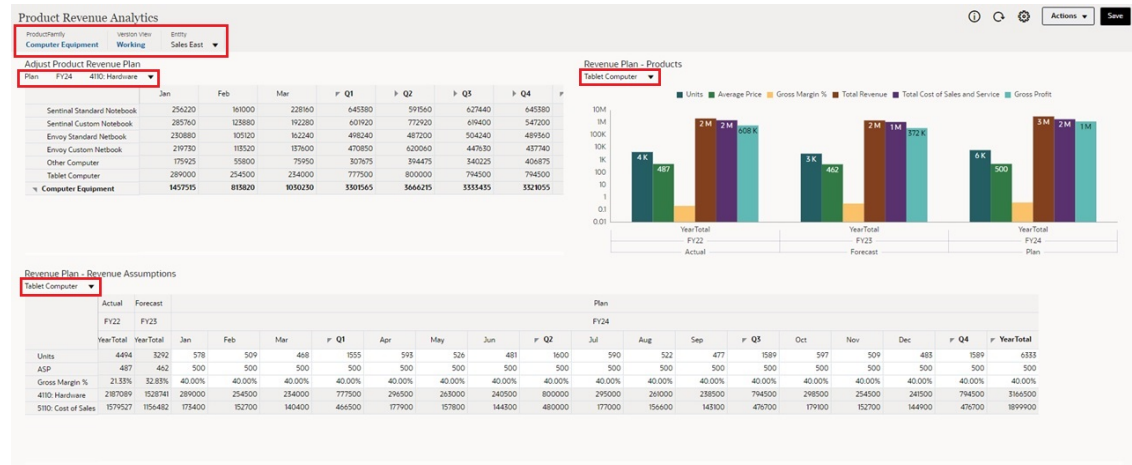 Product Revenue Analytics
Actions Save
ProductFamily Version View Entity
Computer Equipment Working Sales East
Adjust Product Revenue Plan
Plan FY24 4110: Hardware
Jan Feb Mar Q1 Q2 Q3 Q4
Sentinal Standard Notebook 256220 161000 228160 645380 591560 627440 645380
Sentinal Custom Notebook 285760 123880 192280 601920 772920 619400 547200
Envoy Standard Netbook 230880 105120 162240 498240 487200 504240 489360
Envoy Custom Netbook 219730 113520 137600 470850 620060 447630 437740
Other Computer 175925 55800 75950 307675 394475 340225 406875
Tablet Computer 289000 254500 234000 777500 800000 794500 794500
Computer Equipment 1457515 813820 1030230 3301565 3666215 3333435 3321055
Revenue Plan - Products
Tablet Computer
Units Average Price Gross Margin % Total Revenue Total Cost of Sales and Service Gross Profit
10M
1M
100K
10K
1K
100
10
1
0.1
0.01
4K 487 2M 2M 608K
3K 462 2M 1M 372K
6K 500 3M 2M 1M
YearTotal YearTotal YearTotal
FY22 FY23 FY24
Actual Forecast Plan
Revenue Plan - Revenue Assumptions
Tablet Computer
Actual Forecast Plan
FY22 FY23 FY24
YearTotal YearTotal Jan Feb Mar Q1 Apr May Jun Q2 Jul Aug Sep Q3 Oct Nov Dec Q4 YearTotal
Units 4494 3292 578 509 468 1555 593 526 481 1600 590 522 477 1589 597 509 483 1589 6333
ASP 487 462 500 500 500 500 500 500 500 500 500 500 500 500 500 500 500 500 500
Gross Margin % 21.33% 32.83% 40.00% 40.00% 40.00% 40.00% 40.00% 40.00% 40.00% 40.00% 40.00% 40.00% 40.00% 40.00% 40.00% 40.00% 40.00% 40.00% 40.00%
4110: Hardware 2187089 1528741 289000 254500 234000 777500 296500 263000 240500 800000 295000 261000 238500 794500 298500 254500 241500 794500 3166500
5110: Cost of Sales 1579527 1156482 173400 152700 140400 466500 177900 157800 144300 480000 177000 156600 143100 476700 179100 152700 144900 476700 1899900